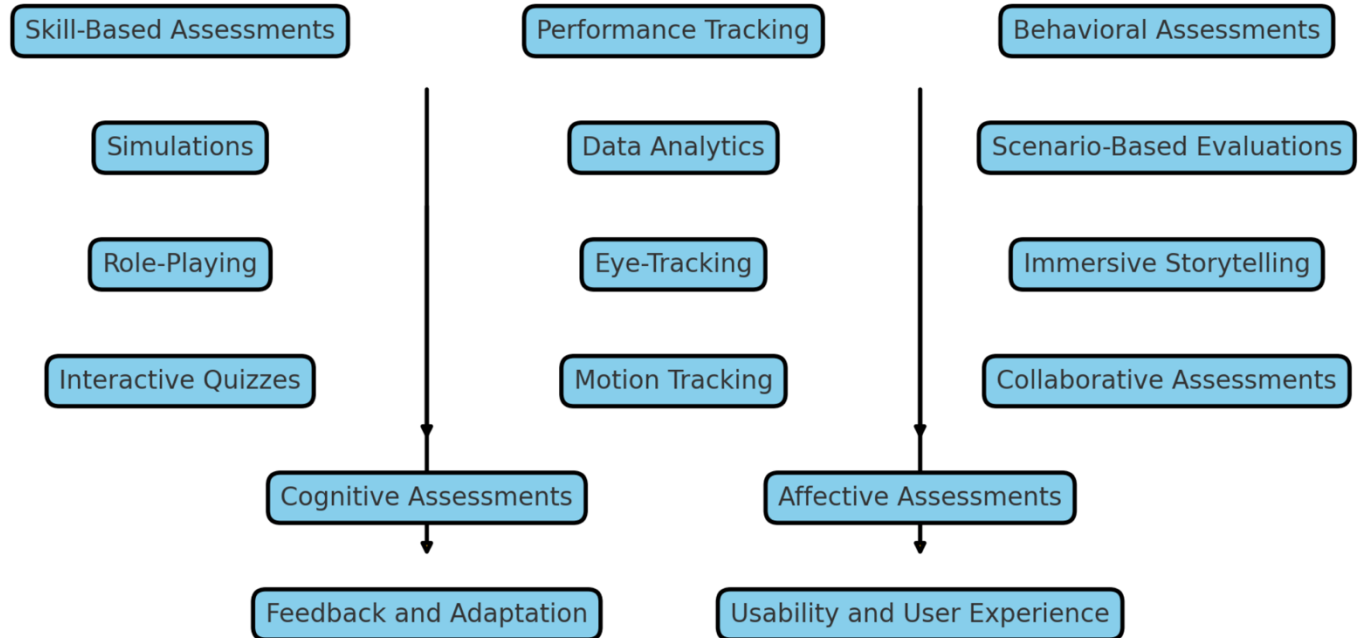 Skill-Based Assessments
Performance Tracking
Behavioral Assessments
Simulations
Data Analytics
Scenario-Based Evaluations
Role-Playing
Eye-Tracking
Immersive Storytelling
Interactive Quizzes
Motion Tracking
Collaborative Assessments
Cognitive Assessments
Affective Assessments
Feedback and Adaptation
Usability and User Experience